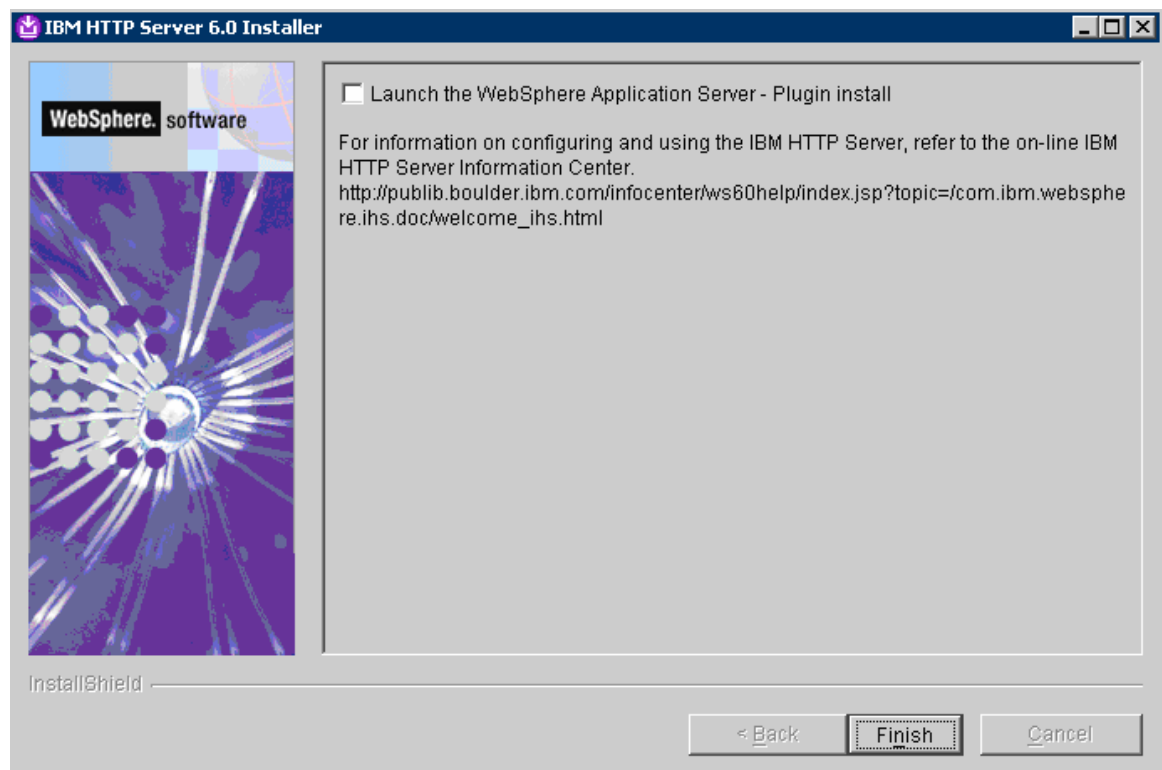 IBM HTTP Server 6.0 Installer
WebSphere. software
Launch the WebSphere Application Server - Plugin install
For information on configuring and using the IBM HTTP Server, refer to the on-line IBM
HTTP Server Information Center.
http://publib.boulder.ibm.com/infocenter/ws60help/index.jsp?topic=/com.ibm.websphe
re.ihs.doc/welcome_ihs.html
InstallShield
< Back
Finish
Cancel